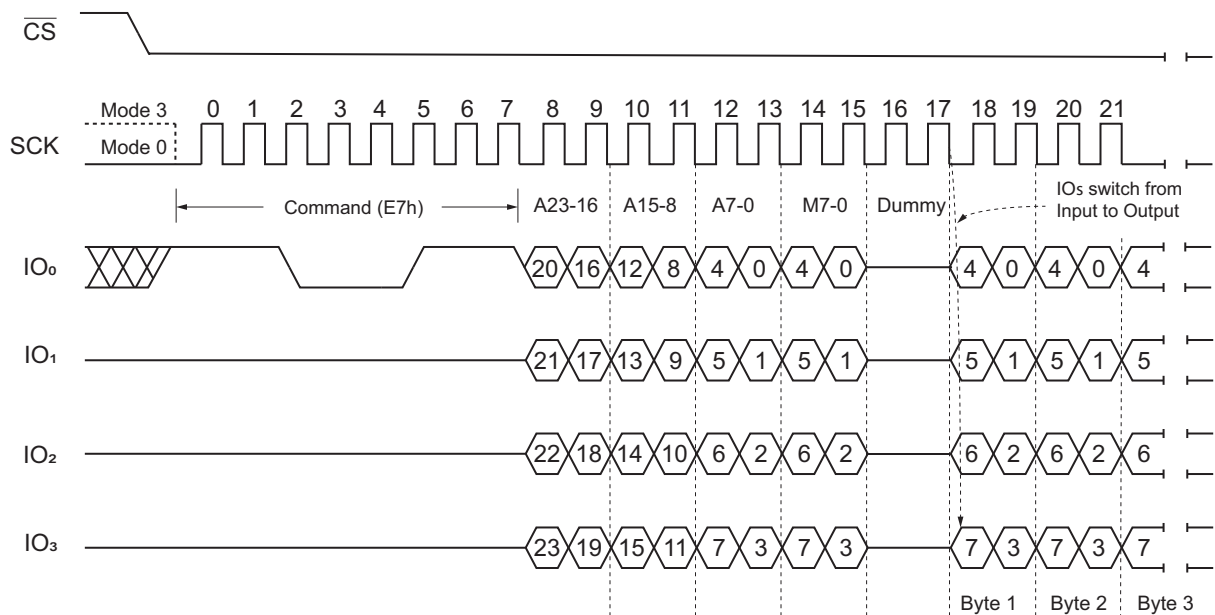 CS
0 1 2 3 4 5 6 7 8 9 10 11 12 13 14 15 16 17 18 19 20 21
Mode 3
SCK
Mode 0
Command (E7h) A23-16 A15-8 A7-0 M7-0 Dummy
IOs switch from
Input to Output
IO₀ 20 16 12 8 4 0 4 0 4 0 4 0 4
IO₁ 21 17 13 9 5 1 5 1 5 1 5 1 5
IO₂ 22 18 14 10 6 2 6 2 6 2 6 2 6
IO₃ 23 19 15 11 7 3 7 3 7 3 7 3 7
Byte 1 Byte 2 Byte 3